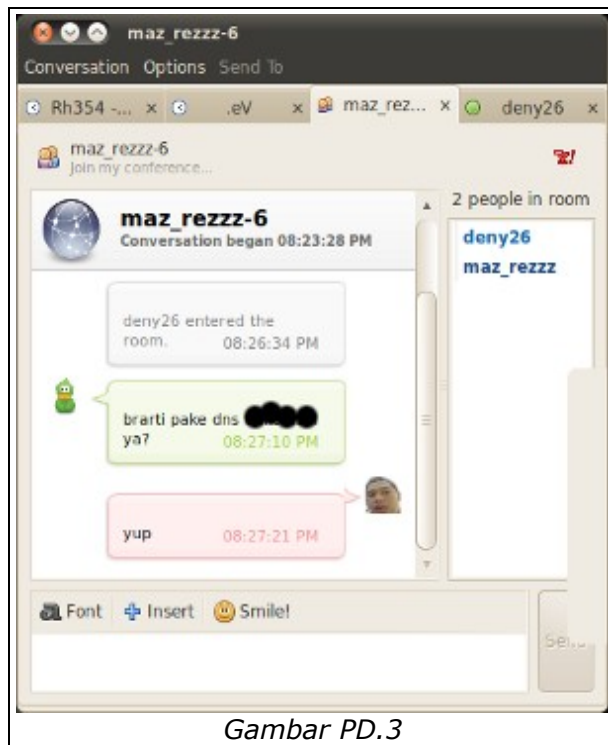 maz_rezzz-6
Conversation Options Send To
Rh354 -... .eV maz_rez... deny26
maz_rezzz-6
Join my conference...
2 people in room
maz_rezzz-6
Conversation began 08:23:28 PM
deny26
maz_rezzz
deny26 entered the
room. 08:26:34 PM
brarti pake dns
ya? 08:27:10 PM
yup 08:27:21 PM
Font Insert Smile!
Gambar PD.3